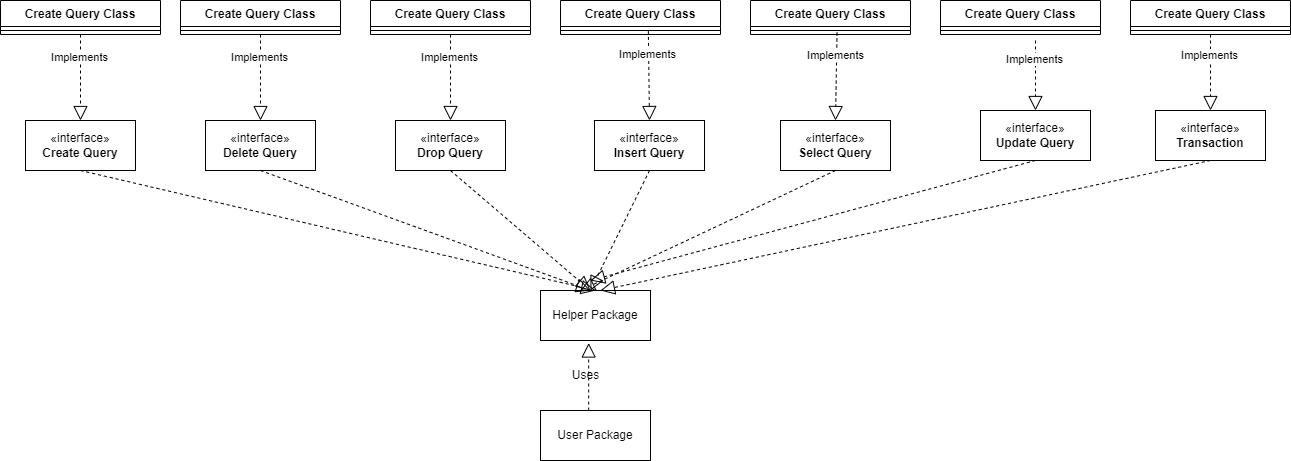 Create Query Class
Create Query Class
Create Query Class
Create Query Class
Create Query Class
Create Query Class
Create Query Class
Implements
Implements
Implements
Implements
Implements
Implements
Implements
«interface»
Create Query
«interface»
Delete Query
«interface»
Drop Query
«interface»
Insert Query
«interface»
Select Query
«interface»
Update Query
«interface»
Transaction
Helper Package
Uses
User Package